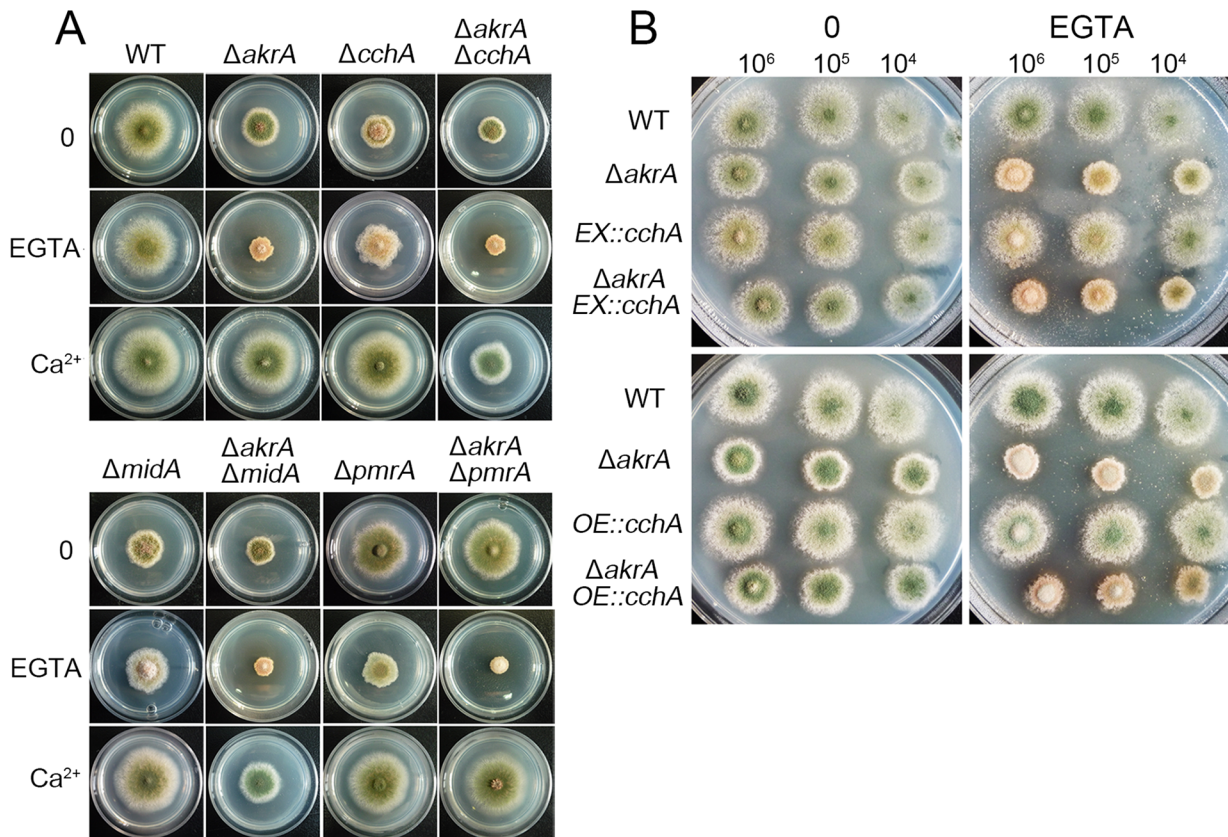 A
WT ΔakrA ΔcchA ΔakrA
ΔcchA
0
EGTA
Ca²⁺
ΔmidA ΔakrA
ΔmidA ΔpmrA ΔakrA
ΔpmrA
0
EGTA
Ca²⁺
B
0 EGTA
10⁶ 10⁵ 10⁴ 10⁶ 10⁵ 10⁴
WT
ΔakrA
EX::cchA
ΔakrA
EX::cchA
WT
ΔakrA
OE::cchA
ΔakrA
OE::cchA